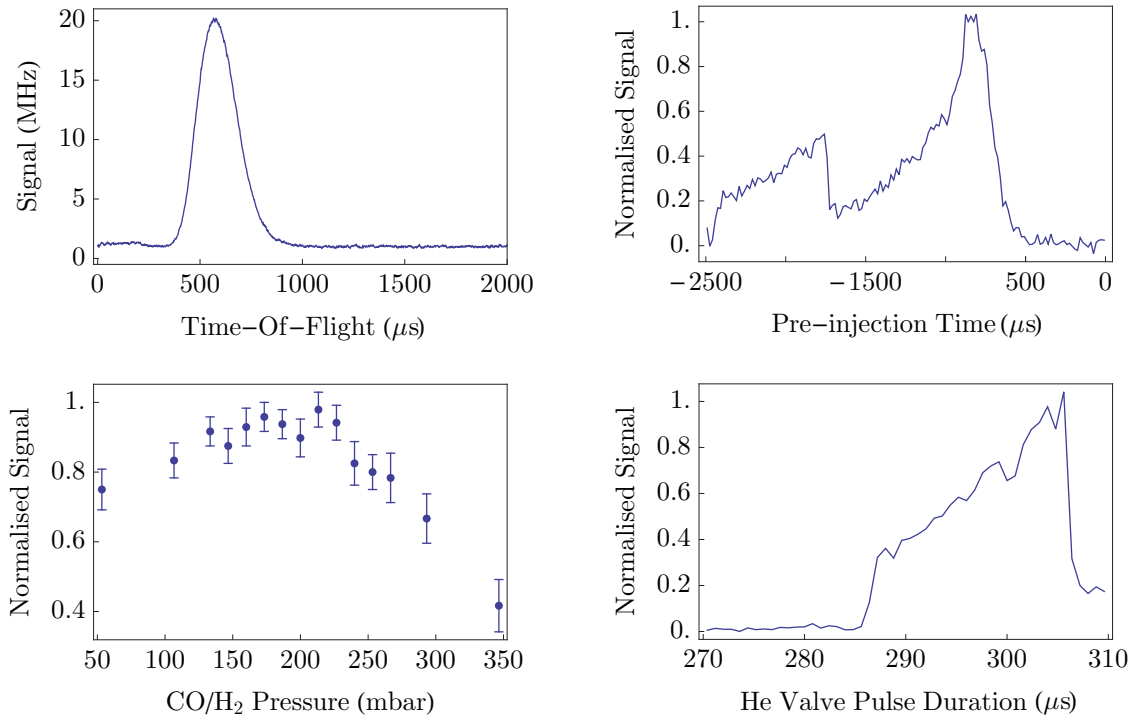 Signal (MHz)
20
15
10
5
0
0 500 1000 1500 2000
Time-Of-Flight (μs)
Normalised Signal
1.
0.8
0.6
0.4
0.2
0.
−2500 −1500 500 0
Pre-injection Time (μs)
Normalised Signal
1.
0.8
0.6
0.4
50 100 150 200 250 300 350
CO/H₂ Pressure (mbar)
Normalised Signal
1.
0.8
0.6
0.4
0.2
0.
270 280 290 300 310
He Valve Pulse Duration (μs)